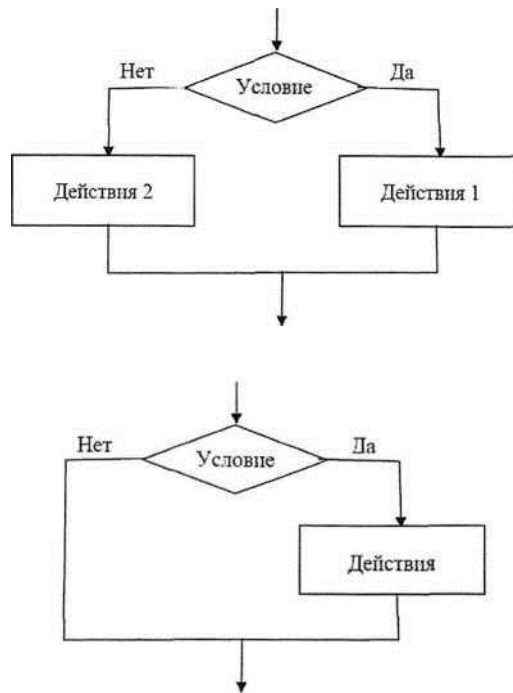 Нет
Да
Условие
Действия 2
Действия 1
Нет
Да
Условие
Действия